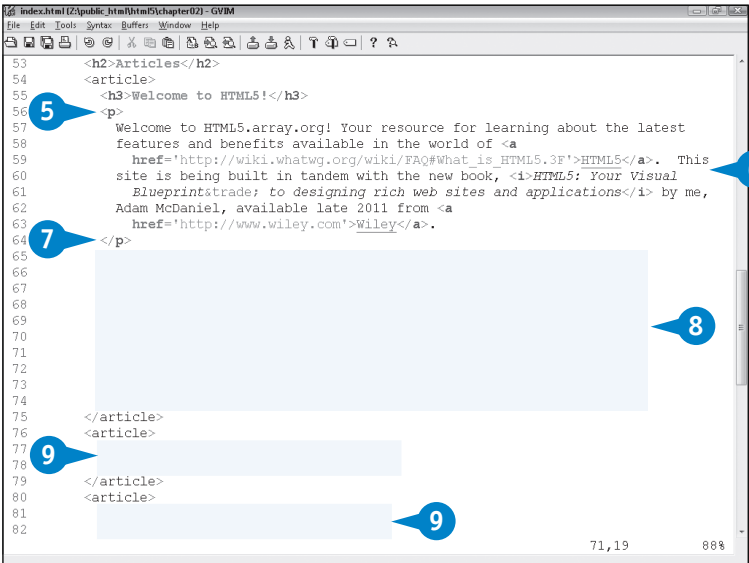 index.html (Z:\public_html\html5\chapter02) - GVIM
File Edit Tools Syntax Buffers Window Help
53 <h2>Articles</h2>
54 <article>
55 <h3>Welcome to HTML5!</h3>
56 <p>
5
57 Welcome to HTML5.array.org! Your resource for learning about the latest
58 features and benefits available in the world of <a
59 href='http://wiki.whatwg.org/wiki/FAQ#What_is_HTML5.3F'>HTML5</a>. This
60 site is being built in tandem with the new book, <i>HTML5: Your Visual
61 Blueprint&trade; to designing rich web sites and applications</i> by me,
62 Adam McDaniel, available late 2011 from <a
63 href='http://www.wiley.com'>Wiley</a>.
64 </p>
7
65
66
67
68
69
8
70
71
72
73
74
75 </article>
76 <article>
77
9
78
79 </article>
80 <article>
81
9
82
71,19 88%